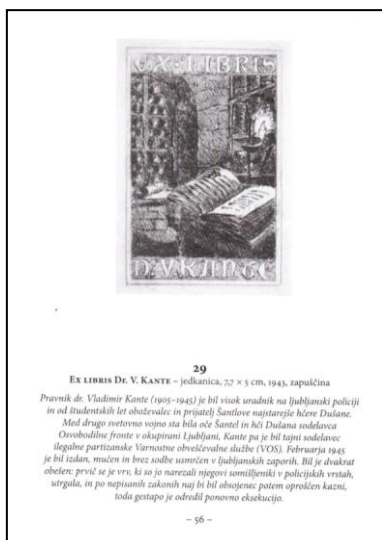 EX·LIBRIS
Dr. V. KANTE
29
EX LIBRIS DR. V. KANTE – jedkanica, 7,7 × 5 cm, 1943, zapuščina
Pravnik dr. Vladimir Kante (1905–1945) je bil visok uradnik na ljubljanski policiji
in od študentskih let oboževalec in prijatelj Šantlove najstarejše hčere Dušane.
Med drugo svetovno vojno sta bila oče Šantel in hči Dušana sodelavca
Osvobodilne fronte v okupirani Ljubljani, Kante pa je bil tajni sodelavec
ilegalne partizanske Varnostne obveščevalne službe (VOS). Februarja 1945
je bil izdan, mučen in brez sodbe usmrčen v ljubljanskih zaporih. Bil je dvakrat
obešen: prvič se je vrv, ki so jo narezali njegovi somišljeniki v policijskih vrstah,
utrgala, in po nepisanih zakonih naj bi bil obsojenec potem oproščen kazni,
toda gestapo je odredil ponovno eksekucijo.
– 56 –